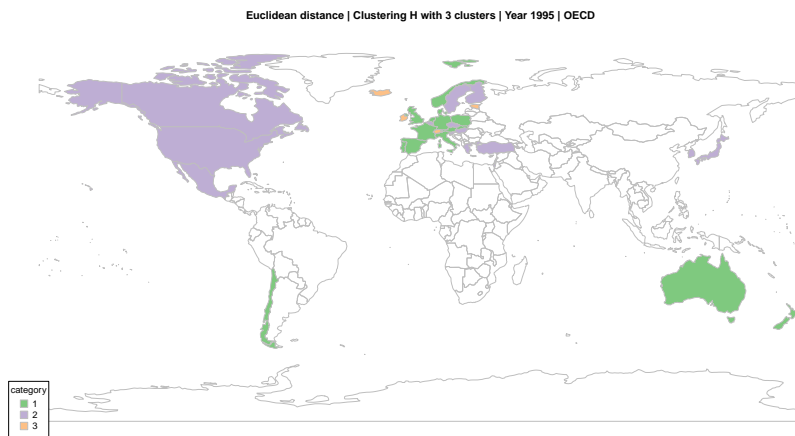 Euclidean distance | Clustering H with 3 clusters | Year 1995 | OECD
category
1
2
3